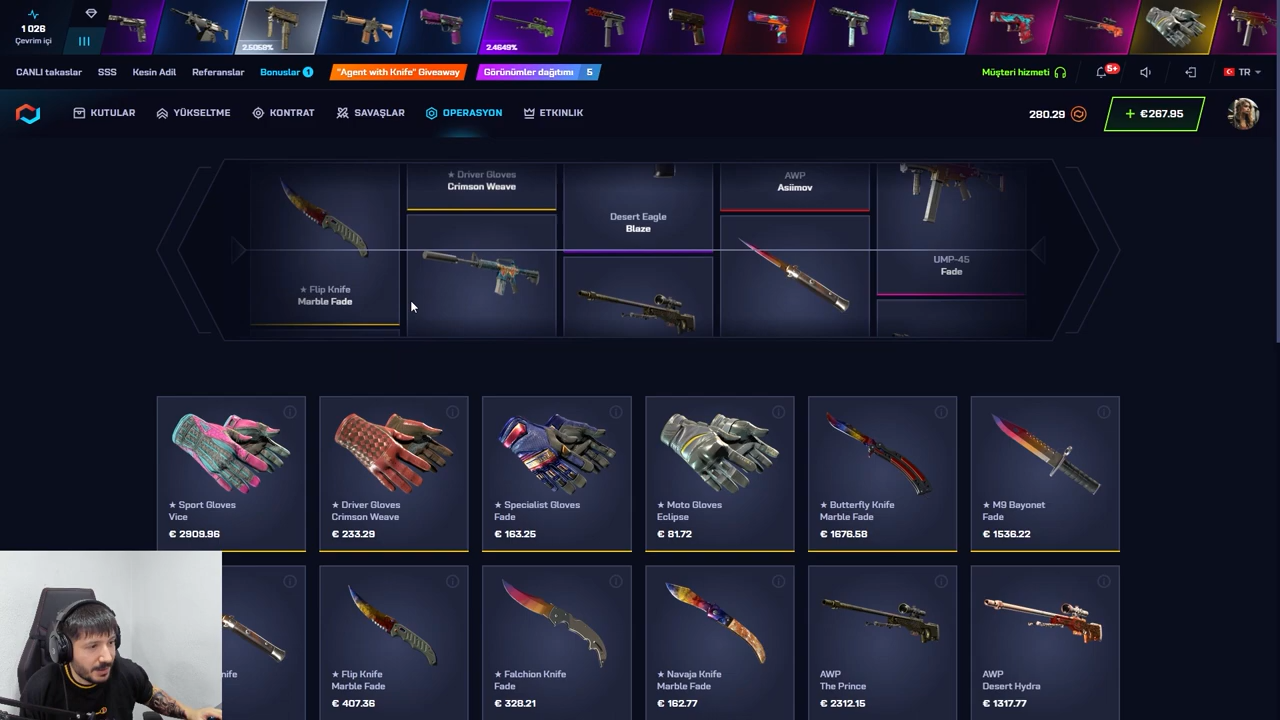 1 026
Çevrim içi
2.5058%
2.4649%
CANLI takaslar
SSS
Kesin Adil
Referanslar
Bonuslar 1
"Agent with Knife" Giveaway
Görünümler dağıtımı 5
Müşteri hizmeti
5+
TR
KUTULAR
YÜKSELTME
KONTRAT
SAVAŞLAR
OPERASYON
ETKINLIK
280.29
+ €267.95
★ Driver Gloves
Crimson Weave
AWP
Asiimov
Desert Eagle
Blaze
UMP-45
Fade
★ Flip Knife
Marble Fade
★ Sport Gloves
Vice
€ 2909.96
★ Driver Gloves
Crimson Weave
€ 233.29
★ Specialist Gloves
Fade
€ 163.25
★ Moto Gloves
Eclipse
€ 81.72
★ Butterfly Knife
Marble Fade
€ 1676.58
★ M9 Bayonet
Fade
€ 1536.22
★ Flip Knife
Marble Fade
€ 407.36
★ Falchion Knife
Fade
€ 328.21
★ Navaja Knife
Marble Fade
€ 162.77
AWP
The Prince
€ 2312.15
AWP
Desert Hydra
€ 1317.77